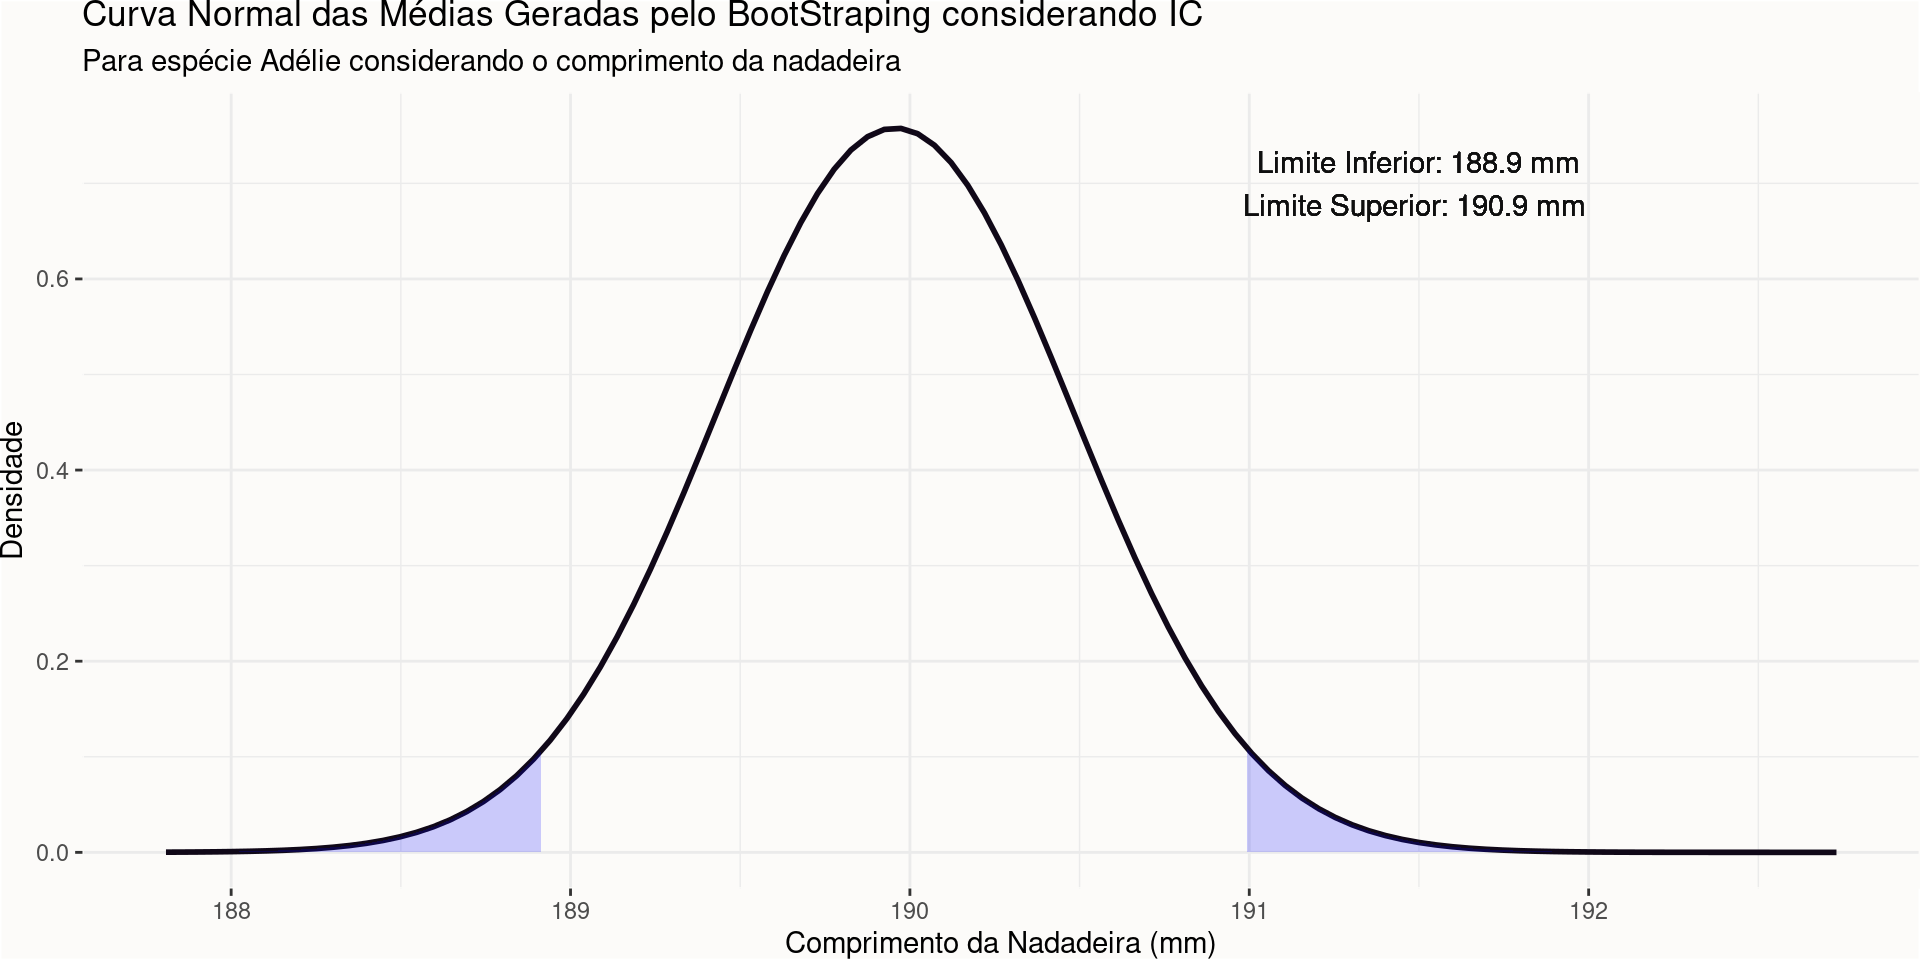 Curva Normal das Médias Geradas pelo BootStraping considerando IC
Para espécie Adélie considerando o comprimento da nadadeira
Limite Inferior: 188.9 mm
Limite Superior: 190.9 mm
Densidade
0.6
0.4
0.2
0.0
188
189
190
191
192
Comprimento da Nadadeira (mm)